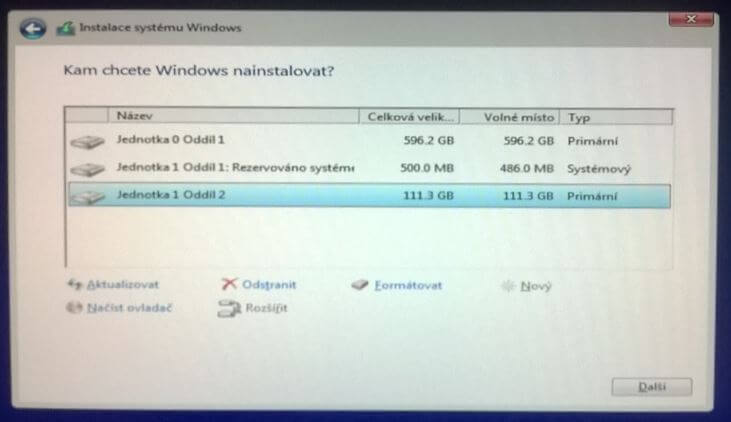 Instalace systému Windows
Kam chcete Windows nainstalovat?
Název Celková velik... Volné místo Typ
Jednotka 0 Oddíl 1 596.2 GB 596.2 GB Primární
Jednotka 1 Oddíl 1: Rezervováno systéme 500.0 MB 486.0 MB Systémový
Jednotka 1 Oddíl 2 111.3 GB 111.3 GB Primární
Aktualizovat Odstranit Formátovat Nový
Načíst ovladač Rozšířit
Další